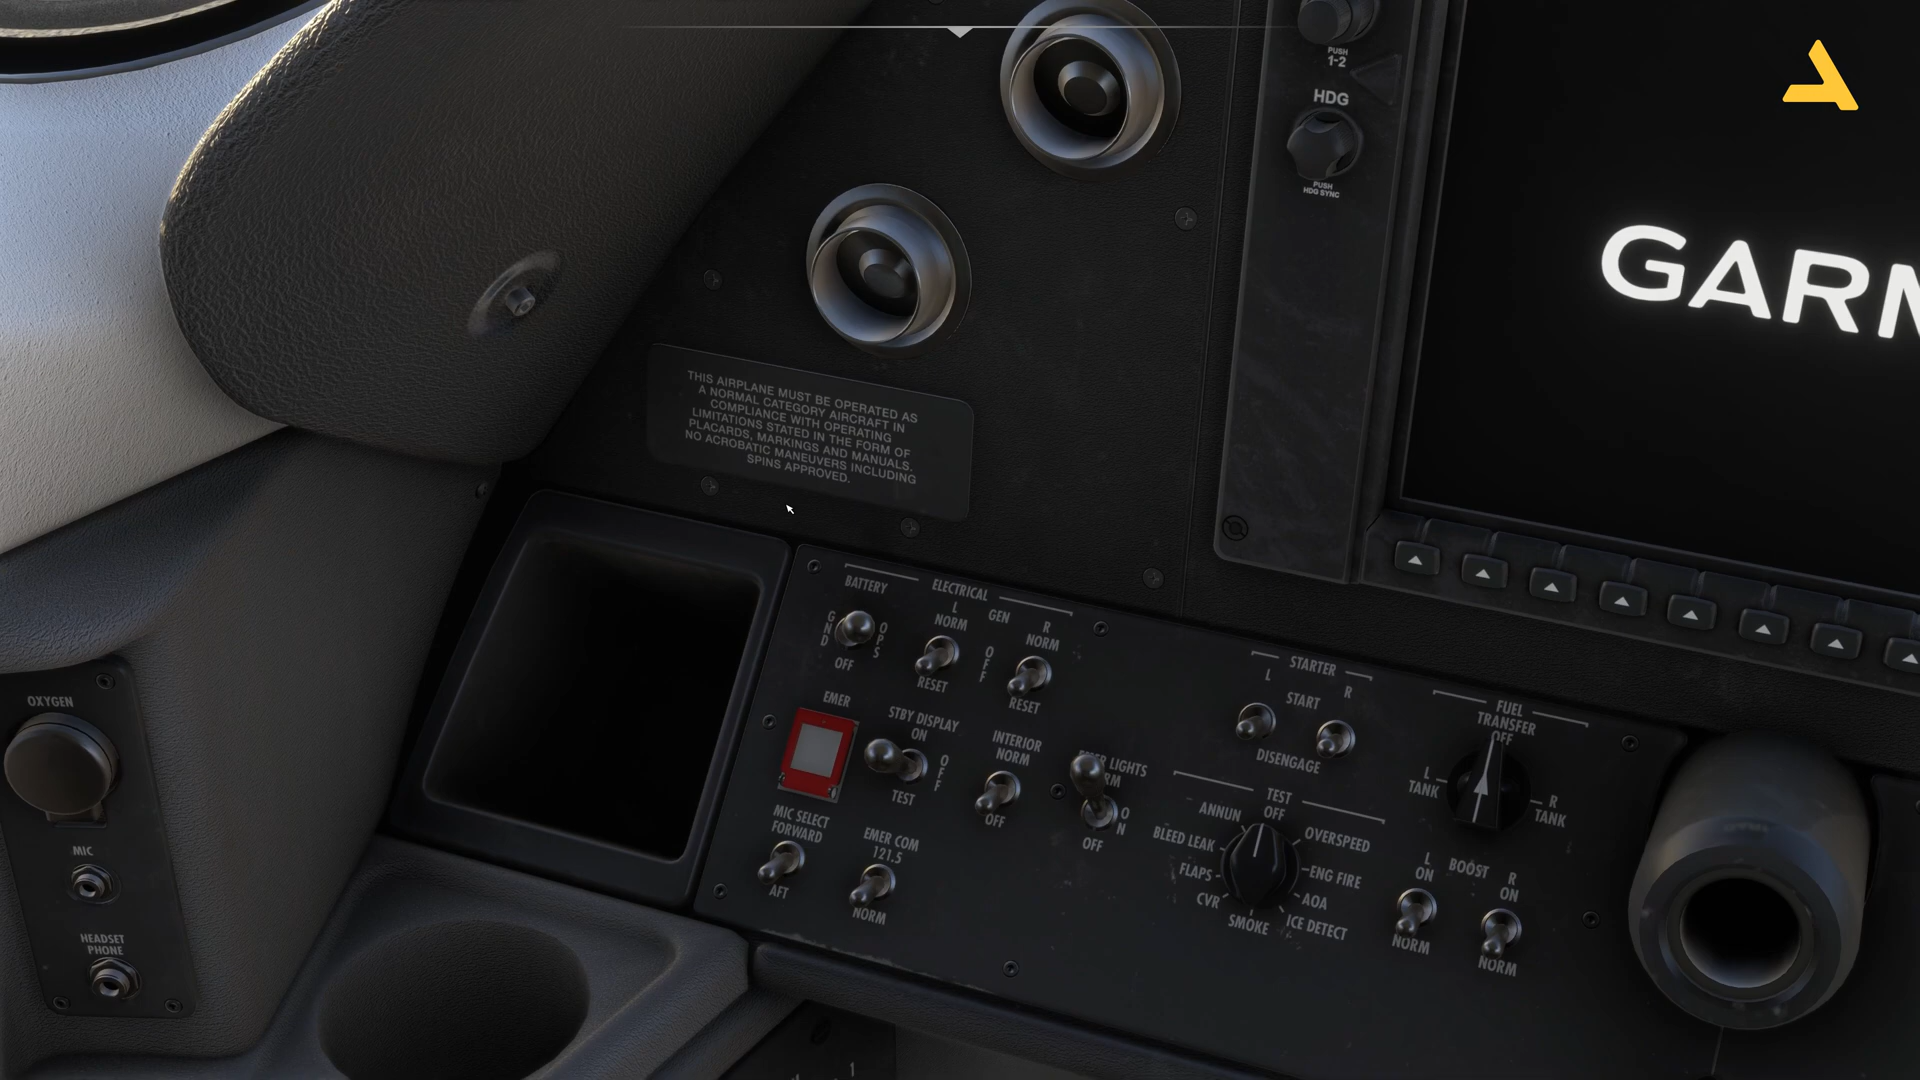 PUSH
1-2
HDG
PUSH
HDG SYNC
GARM
THIS AIRPLANE MUST BE OPERATED AS
A NORMAL CATEGORY AIRCRAFT IN
COMPLIANCE WITH OPERATING
LIMITATIONS STATED IN THE FORM OF
PLACARDS, MARKINGS AND MANUALS.
NO ACROBATIC MANEUVERS INCLUDING
SPINS APPROVED.
BATTERY
GND
OPS
OFF
ELECTRICAL
L
NORM
GEN
R
NORM
OFF
RESET
RESET
EMER
STBY DISPLAY
ON
OFF
TEST
INTERIOR
NORM
OFF
LIGHTS
ON
OFF
MIC SELECT
FORWARD
AFT
EMER COM
121.5
NORM
STARTER
L
R
START
DISENGAGE
TEST
OFF
ANNUN
BLEED LEAK
FLAPS
CVR
SMOKE
ICE DETECT
AOA
ENG FIRE
OVERSPEED
FUEL
TRANSFER
OFF
L
TANK
R
TANK
BOOST
L
ON
R
ON
NORM
NORM
OXYGEN
MIC
HEADSET
PHONE
1